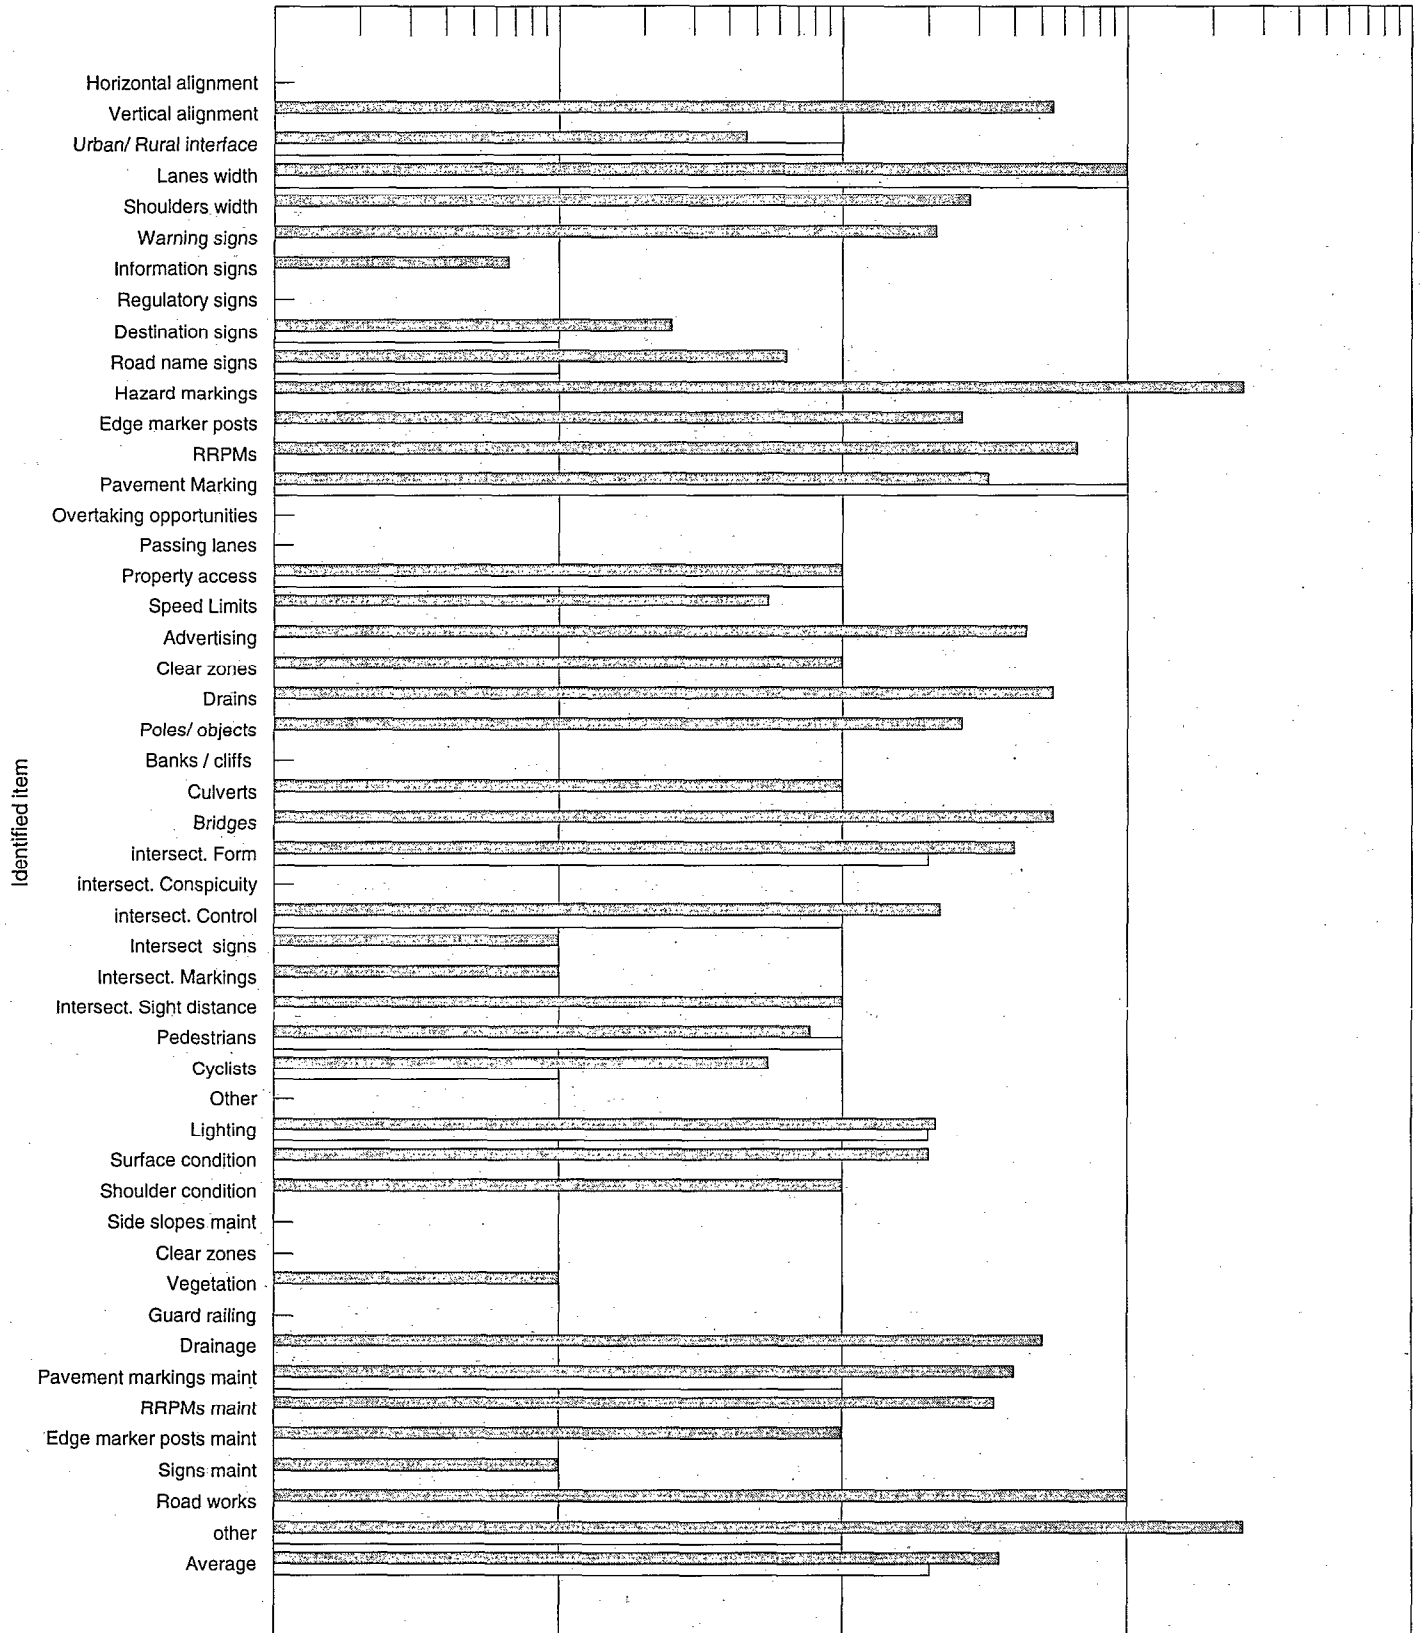 Horizontal alignment
Vertical alignment
Urban/ Rural interface
Lanes width
Shoulders width
Warning signs
Information signs
Regulatory signs
Destination signs
Road name signs
Hazard markings
Edge marker posts
RRPMs
Pavement Marking
Overtaking opportunities
Passing lanes
Property access
Speed Limits
Advertising
Clear zones
Drains
Poles/ objects
Banks / cliffs
Identified item
Culverts
Bridges
intersect. Form
intersect. Conspicuity
intersect. Control
Intersect signs
Intersect. Markings
Intersect. Sight distance
Pedestrians
Cyclists
Other
Lighting
Surface condition
Shoulder condition
Side slopes maint
Clear zones
Vegetation
Guard railing
Drainage
Pavement markings maint
RRPMs maint
Edge marker posts maint
Signs maint
Road works
other
Average